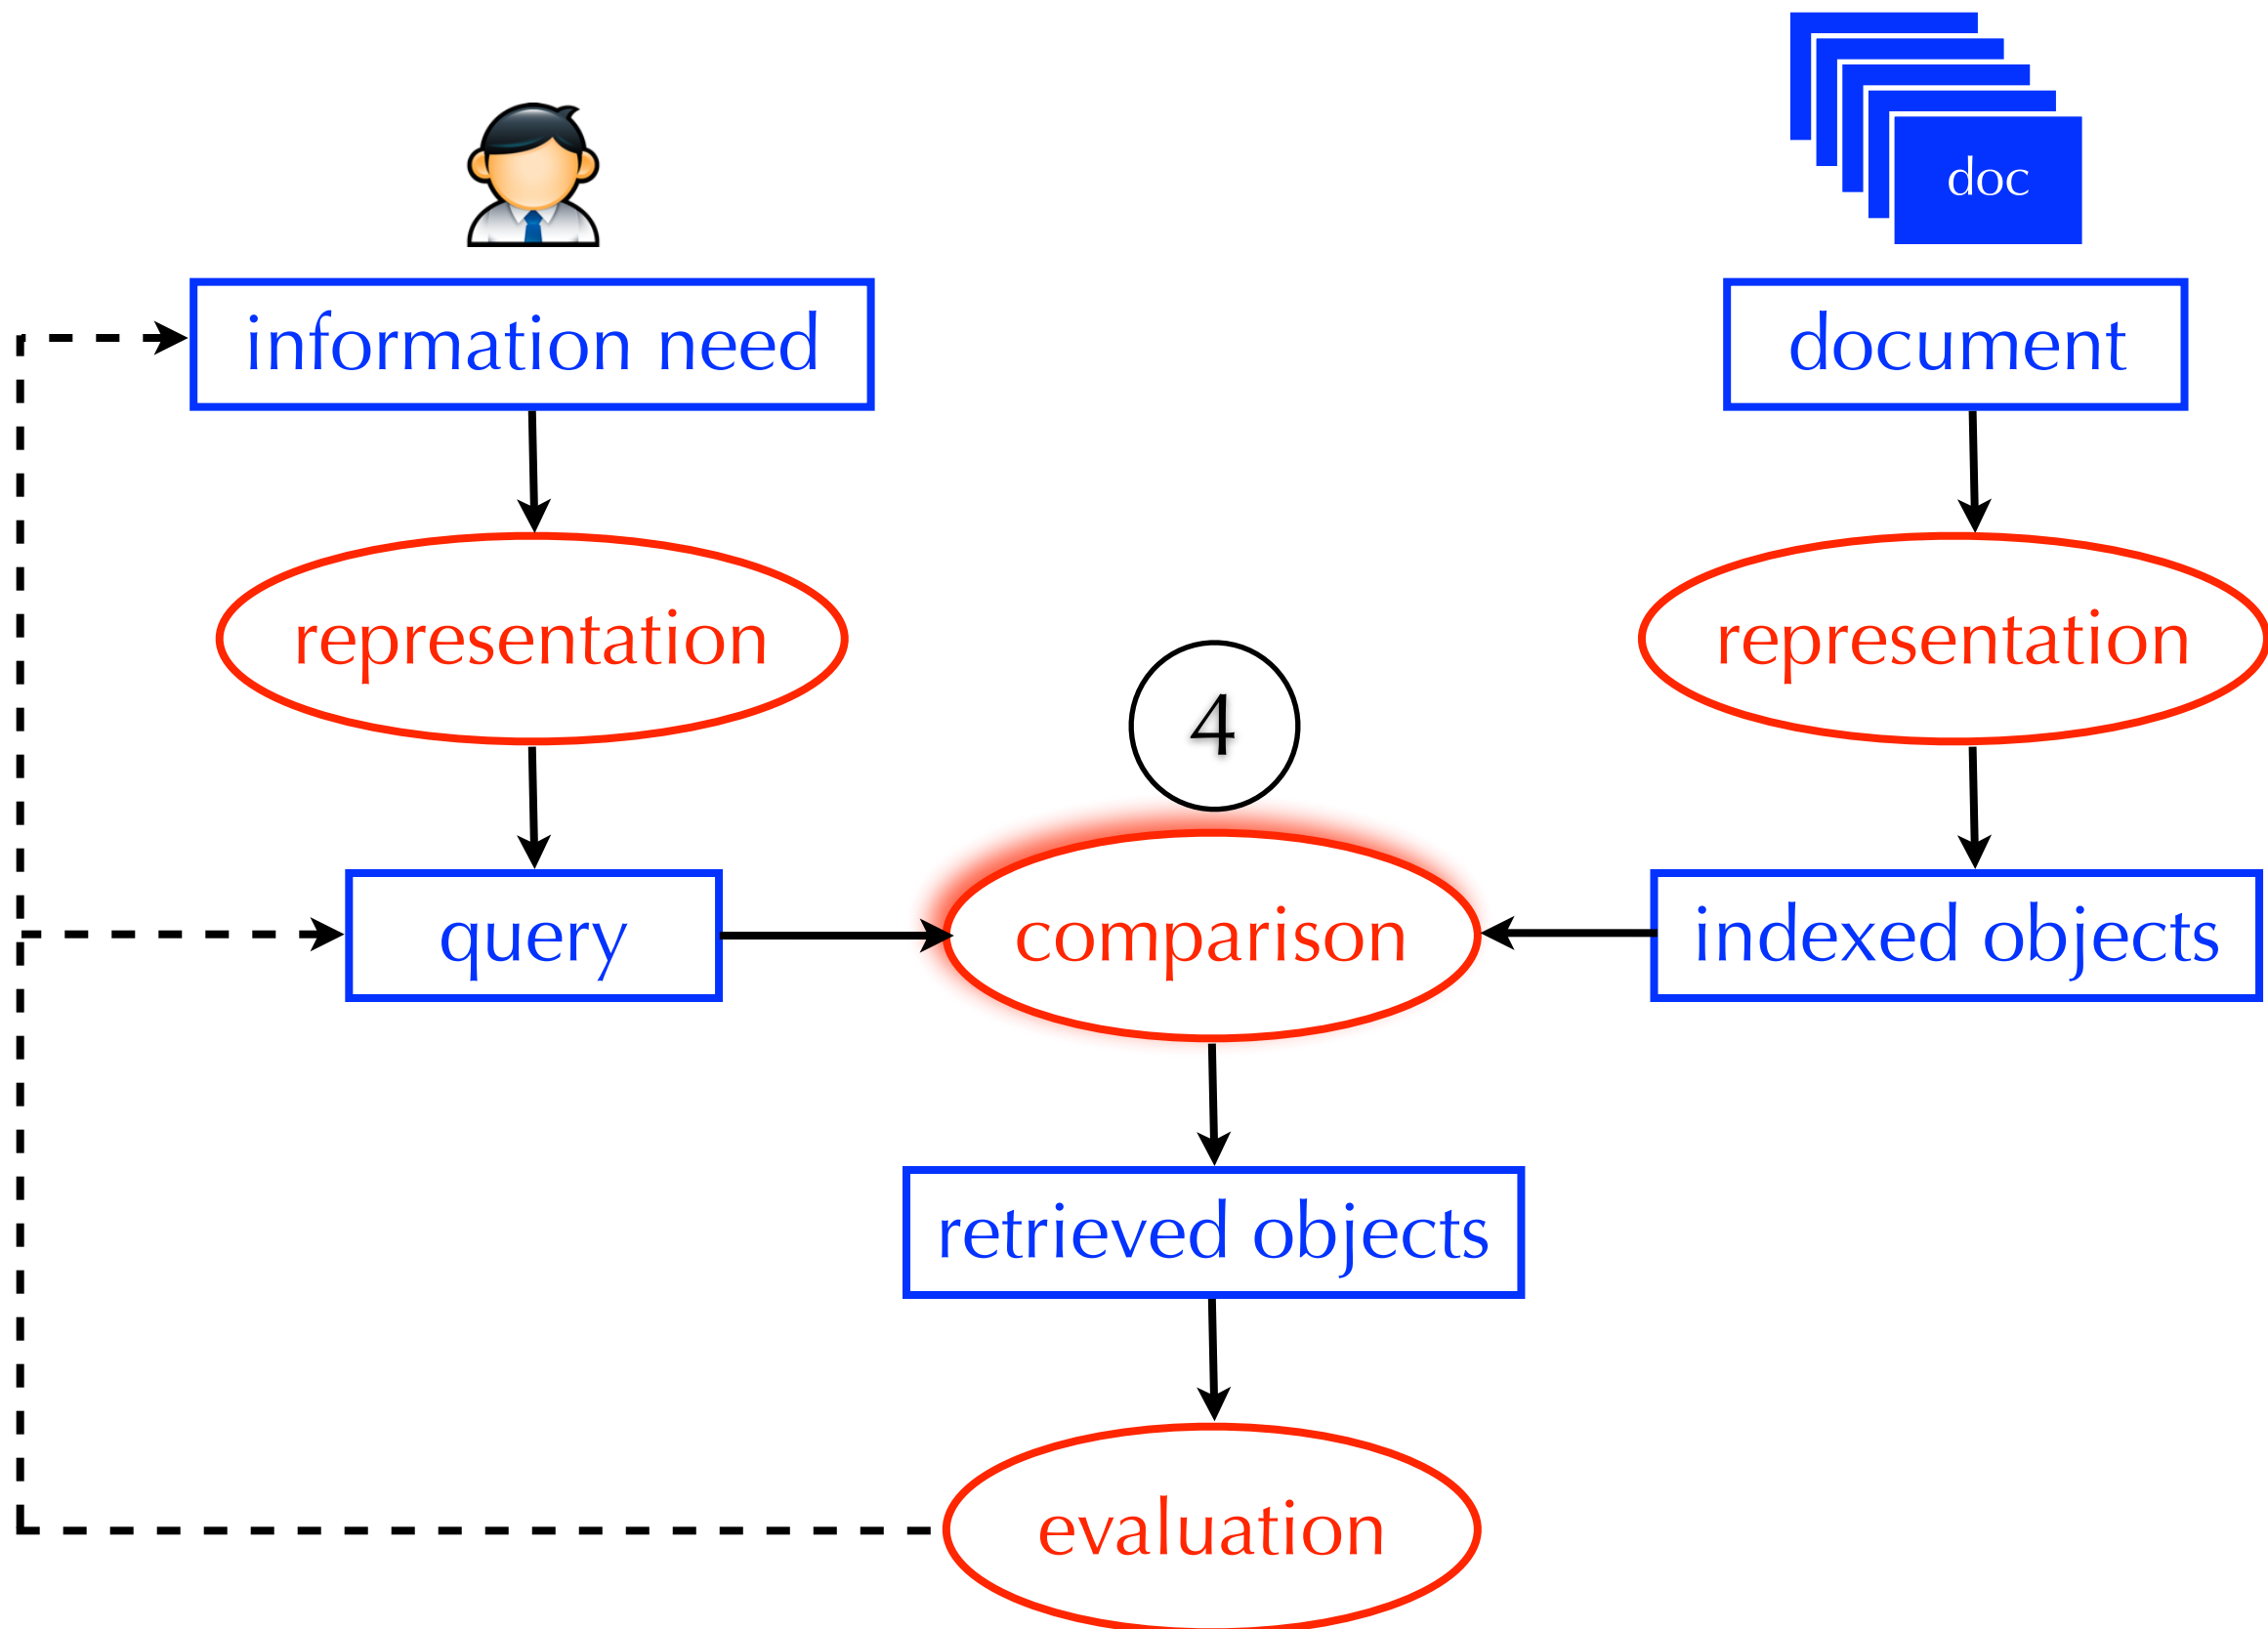 doc
information need
document
representation
representation
4
query
comparison
indexed objects
retrieved objects
evaluation